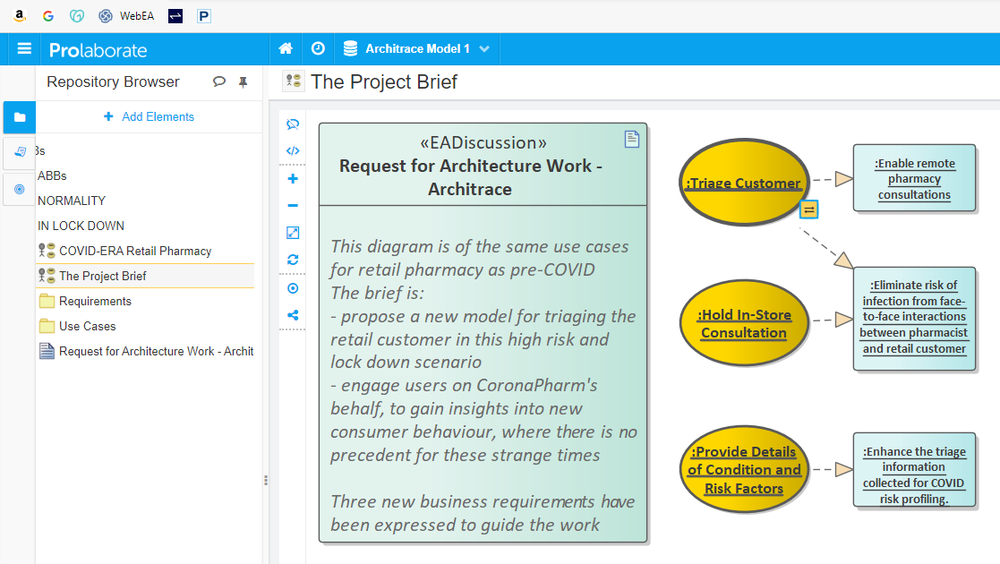 WebEA
Prolaborate
Architrace Model 1
Repository Browser
The Project Brief
Add Elements
Bs
ABBs
NORMALITY
IN LOCK DOWN
COVID-ERA Retail Pharmacy
The Project Brief
Requirements
Use Cases
Request for Architecture Work - Archit
«EADiscussion»
Request for Architecture Work -
Architrace
This diagram is of the same use cases
for retail pharmacy as pre-COVID
The brief is:
- propose a new model for triaging the
retail customer in this high risk and
lock down scenario
- engage users on CoronaPharm's
behalf, to gain insights into new
consumer behaviour, where there is no
precedent for these strange times
Three new business requirements have
been expressed to guide the work
:Triage Customer
:Enable remote
pharmacy
consultations
:Hold In-Store
Consultation
:Eliminate risk of
infection from face-
to-face interactions
between pharmacist
and retail customer
:Provide Details
of Condition and
Risk Factors
:Enhance the triage
information
collected for COVID
risk profiling.